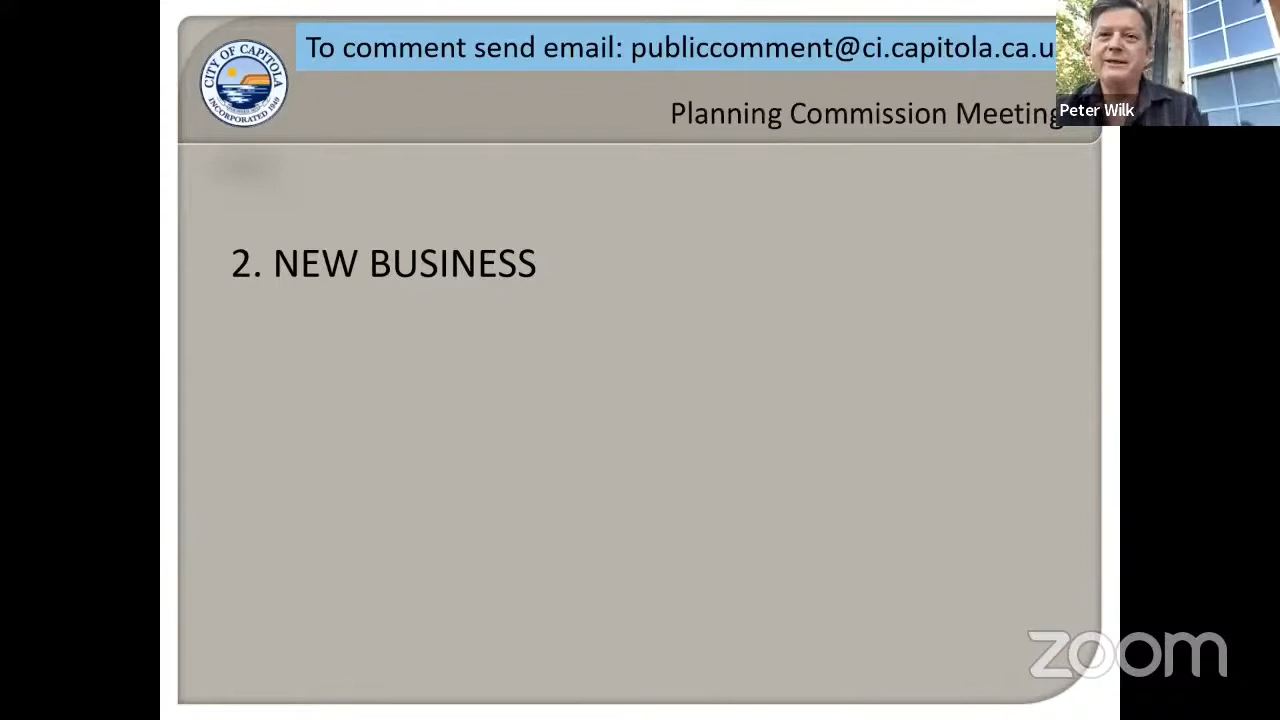 To comment send email: publiccomment@ci.capitola.ca.u
CITY OF CAPITOLA
INCORPORATED 1949
Planning Commission Meeting
Peter Wilk
2. NEW BUSINESS
zoom